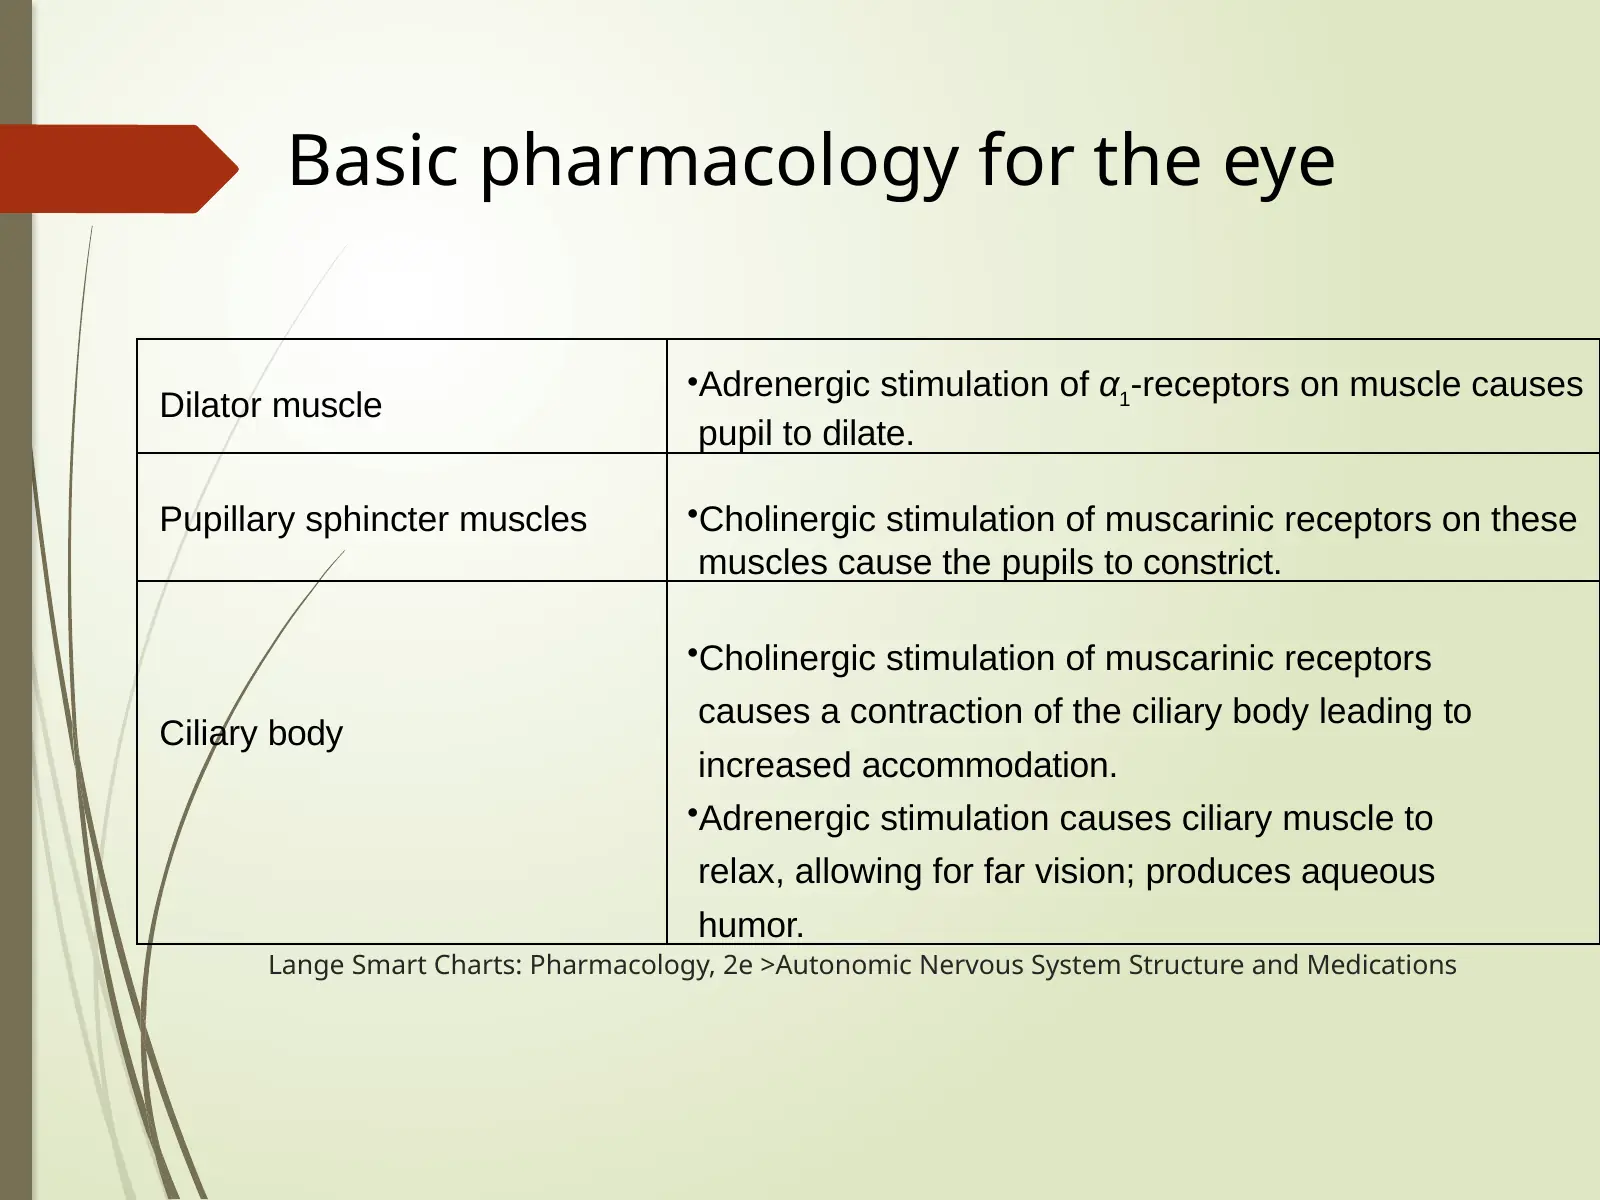 Basic pharmacology for the eye
Dilator muscle
•Adrenergic stimulation of α1-receptors on muscle causes
pupil to dilate.
Pupillary sphincter muscles
•Cholinergic stimulation of muscarinic receptors on these
muscles cause the pupils to constrict.
Ciliary body
•Cholinergic stimulation of muscarinic receptors
causes a contraction of the ciliary body leading to
increased accommodation.
•Adrenergic stimulation causes ciliary muscle to
relax, allowing for far vision; produces aqueous
humor.
Lange Smart Charts: Pharmacology, 2e >Autonomic Nervous System Structure and Medications